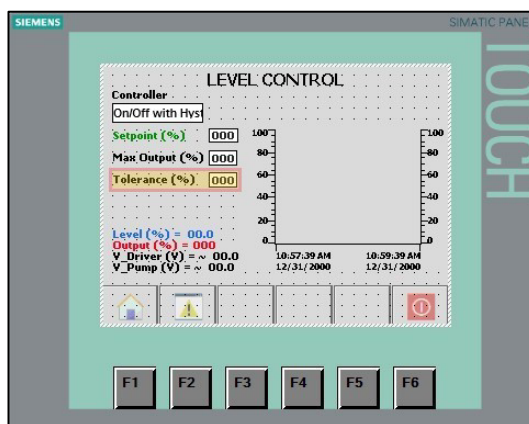 SIEMENS
SIMATIC PANE
TOUCH
LEVEL CONTROL
Controller
On/Off with Hyst
Setpoint (%) 000
Max Output (%) 000
Tolerance (%) 000
Level (%) = 00.0
Output (%) = 000
V_Driver (V) = ~ 00.0
V_Pump (V) = ~ 00.0
100 100
80 80
60 60
40 40
20 20
0 0
10:57:39 AM 10:59:39 AM
12/31/2000 12/31/2000
F1 F2 F3 F4 F5 F6